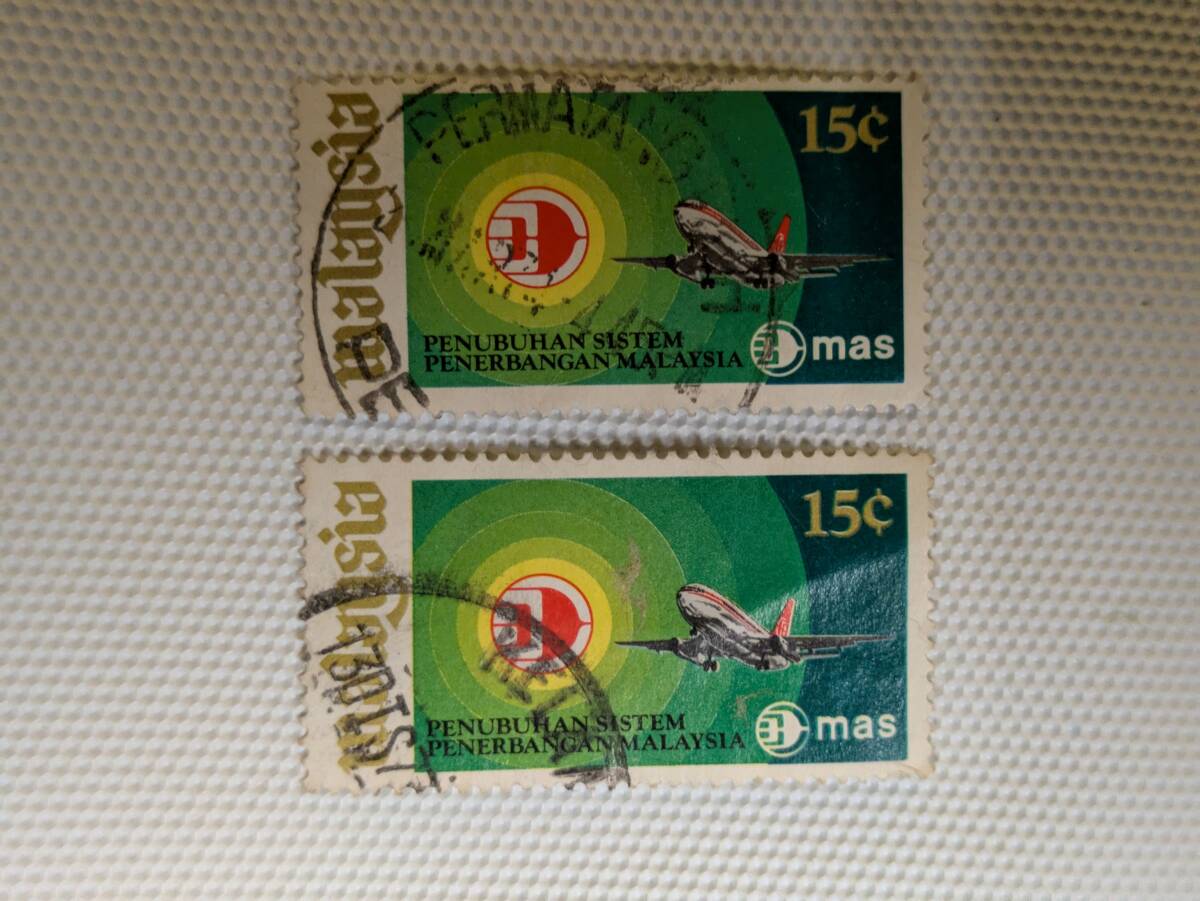 malaysia
15¢
PENUBUHAN SISTEM
PENERBANGAN MALAYSIA
mas
malaysia
15¢
PENUBUHAN SISTEM
PENERBANGAN MALAYSIA
mas